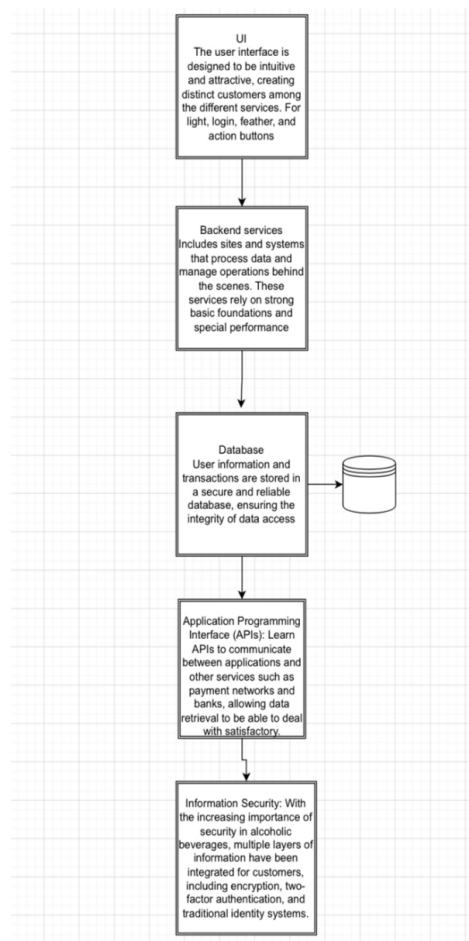 UI
The user interface is
designed to be intuitive
and attractive, creating
distinct customers among
the different services. For
light, login, feather, and
action buttons
Backend services
Includes sites and systems
that process data and
manage operations behind
the scenes. These
services rely on strong
basic foundations and
special performance
Database
User information and
transactions are stored in
a secure and reliable
database, ensuring the
integrity of data access
Application Programming
Interface (APIs): Learn
APIs to communicate
between applications and
other services such as
payment networks and
banks, allowing data
retrieval to be able to deal
with satisfactory.
Information Security: With
the increasing importance of
security in alcoholic
beverages, multiple layers of
information have been
integrated for customers,
including encryption, two-
factor authentication, and
traditional identity systems.